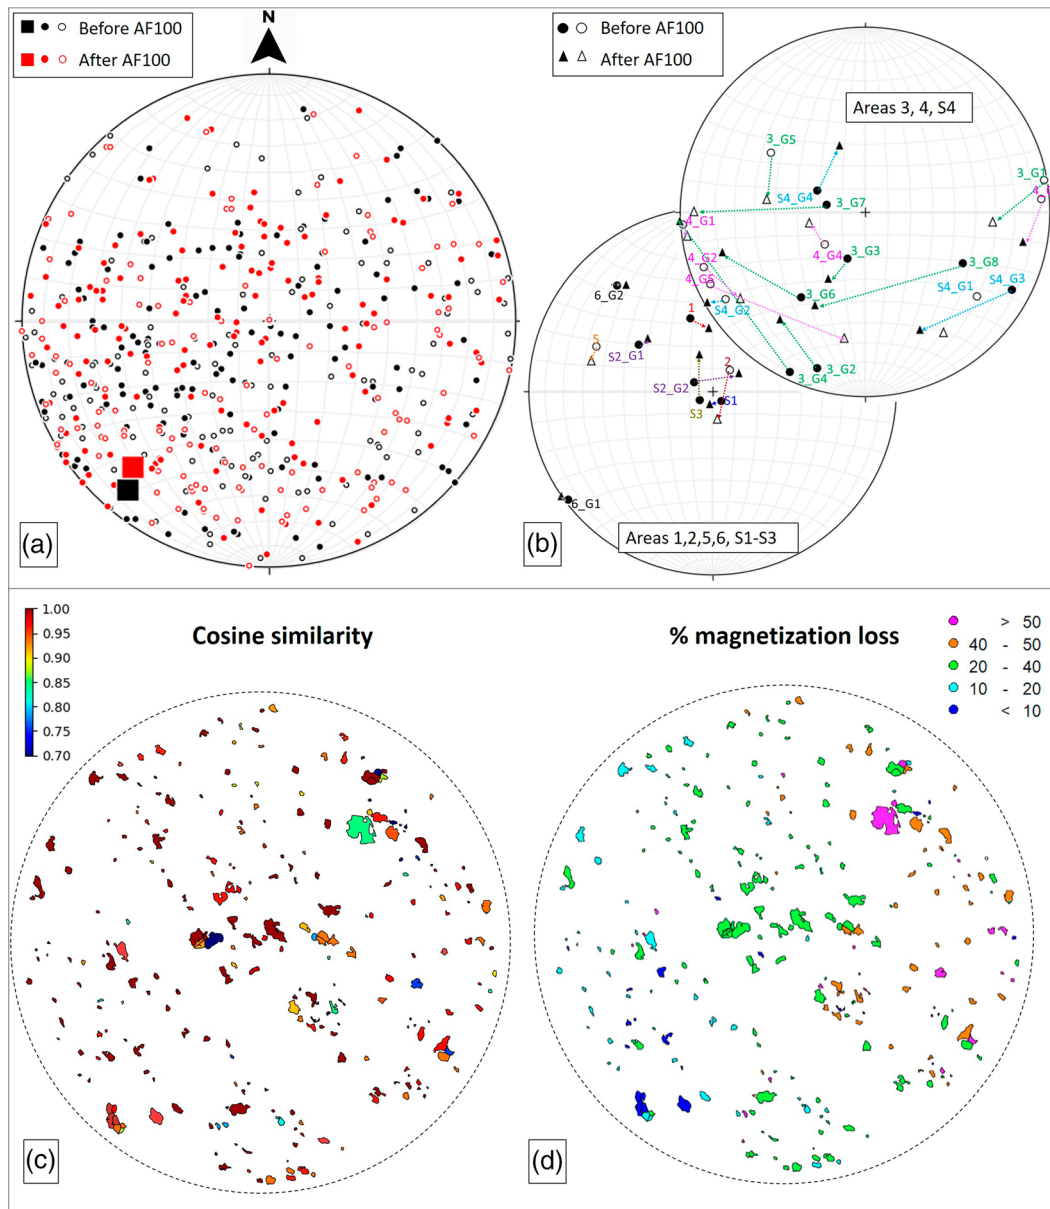 Before AF100
After AF100
N
(a)
Before AF100
After AF100
Areas 3, 4, S4
3_G5
3_G1
S4_G4
3_G7
4_G1
4_G4
3_G3
4_G2
3_G8
4_G5
S4_G3
6_G2
3_G6
S4_G1
1
S4_G2
5
S2_G1
2
3_G2
3_G4
S2_G2
S3
S1
6_G1
Areas 1,2,5,6, S1-S3
(b)
Cosine similarity
1.00
0.95
0.90
0.85
0.80
0.75
0.70
(c)
% magnetization loss
> 50
40 - 50
20 - 40
10 - 20
< 10
(d)